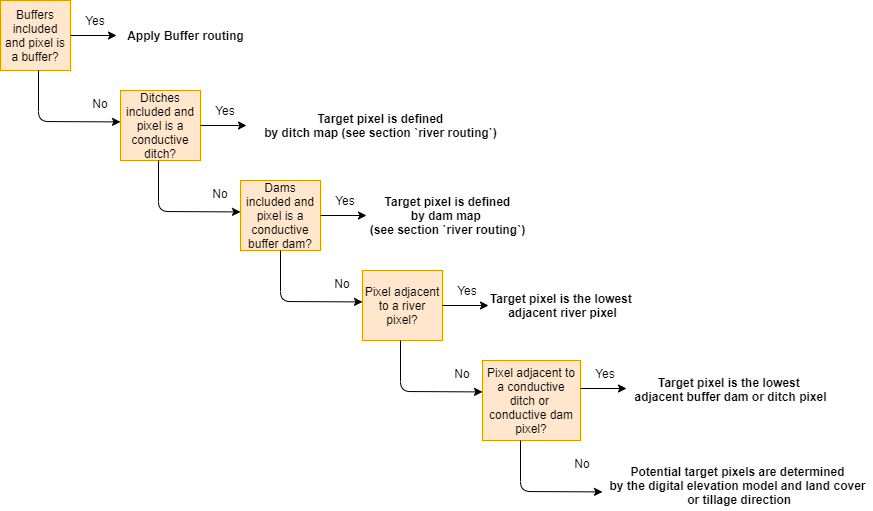 Buffers
included
and pixel is
a buffer?
Yes
Apply Buffer routing
No
Ditches
included and
pixel is a
conductive
ditch?
Yes
Target pixel is defined
by ditch map (see section `river routing`)
No
Dams
included and
pixel is a
conductive
buffer dam?
Yes
Target pixel is defined
by dam map
(see section `river routing`)
No
Pixel adjacent
to a river
pixel?
Yes
Target pixel is the lowest
adjacent river pixel
No
Pixel adjacent to
a conductive
ditch or
conductive dam
pixel?
Yes
Target pixel is the lowest
adjacent buffer dam or ditch pixel
No
Potential target pixels are determined
by the digital elevation model and land cover
or tillage direction